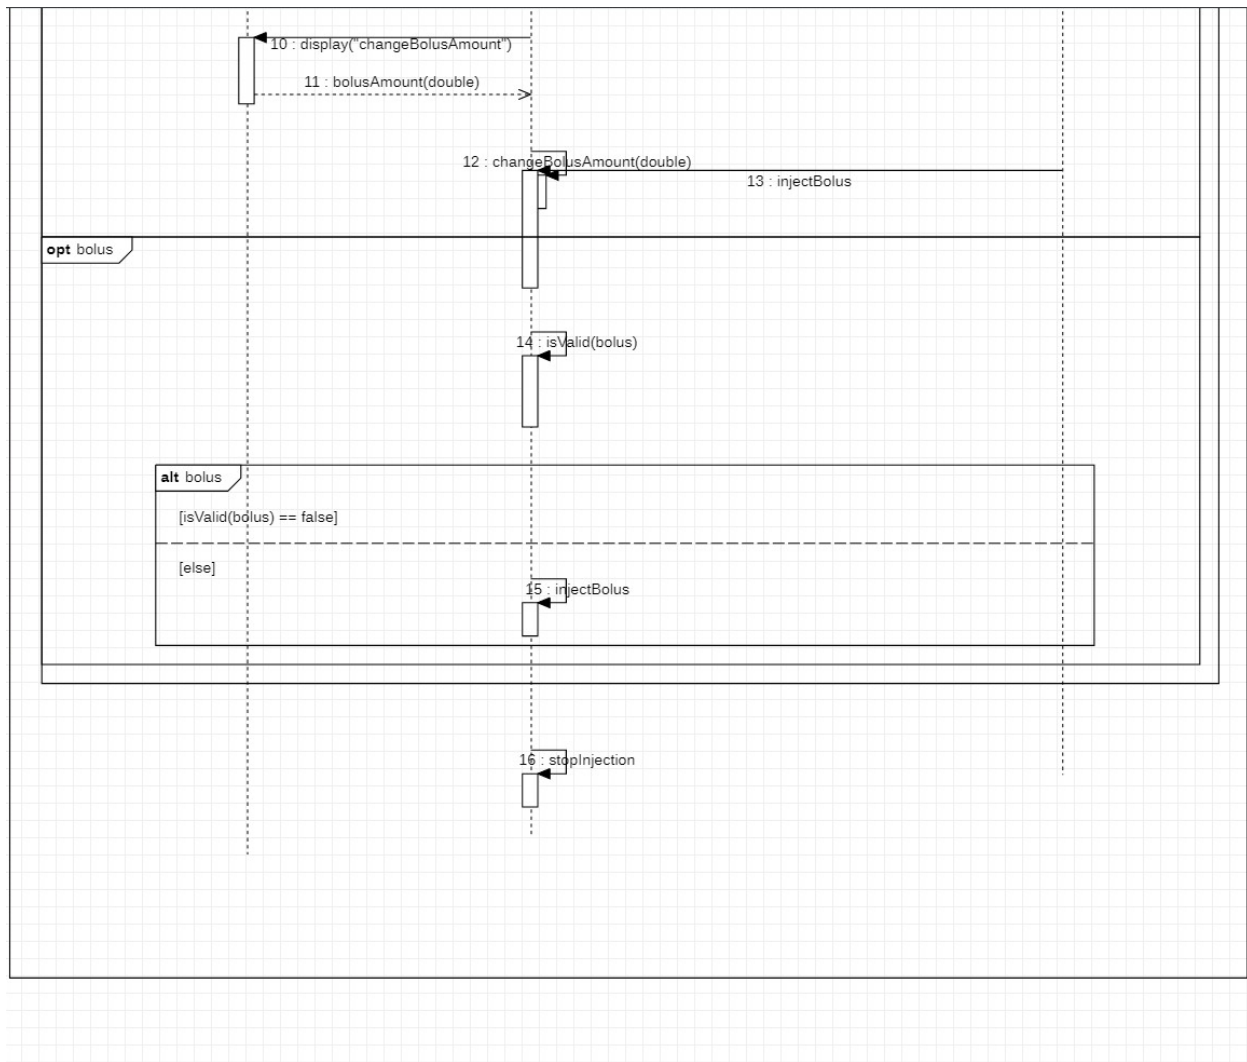 10 : display("changeBolusAmount")
11 : bolusAmount(double)
12 : changeBolusAmount(double)
13 : injectBolus
opt bolus
14 : isValid(bolus)
alt bolus
[isValid(bolus) == false]
[else]
15 : injectBolus
16 : stopInjection